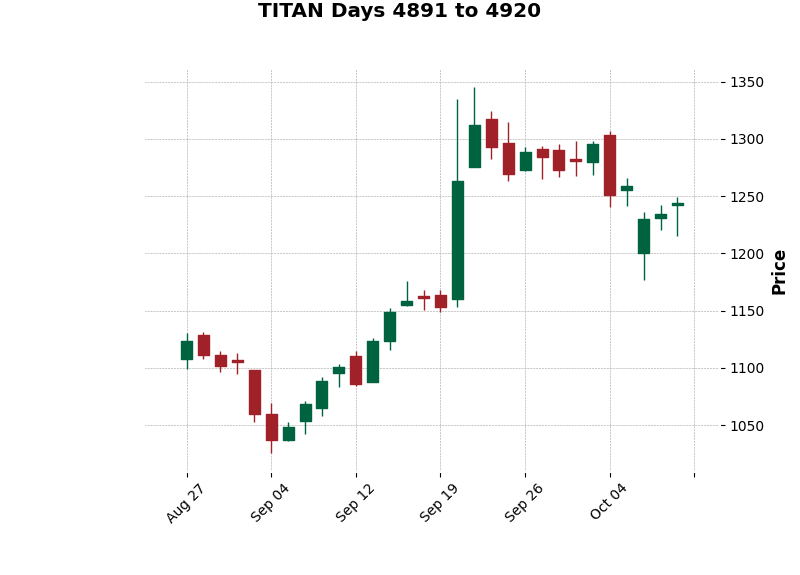 TITAN Days 4891 to 4920
1350
1300
1250
1200
1150
1100
1050
Price
Aug 27
Sep 04
Sep 12
Sep 19
Sep 26
Oct 04